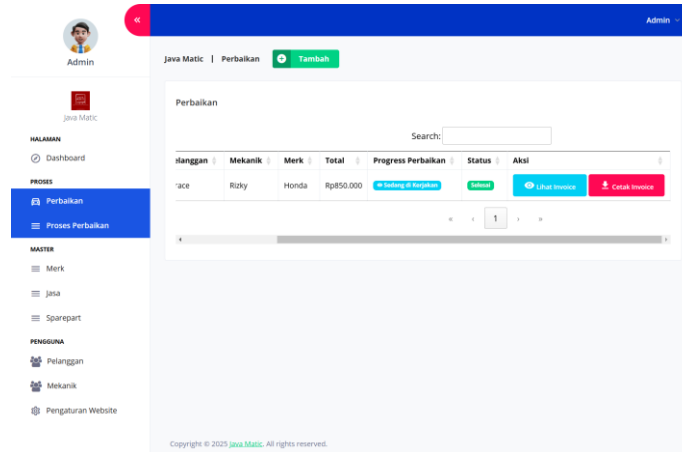 «
Admin
Admin
Java Matic
HALAMAN
Dashboard
PROSES
Perbaikan
Proses Perbaikan
MASTER
Merk
Jasa
Sparepart
PENGGUNA
Pelanggan
Mekanik
Pengaturan Website
Java Matic | Perbaikan Tambah
Perbaikan
Search:
elanggan Mekanik Merk Total Progress Perbaikan Status Aksi
race Rizky Honda Rp850.000 Sedang di Kerjakan Selesai Lihat Invoice Cetak Invoice
« ‹ 1 › »
Copyright © 2025 Java Matic. All rights reserved.